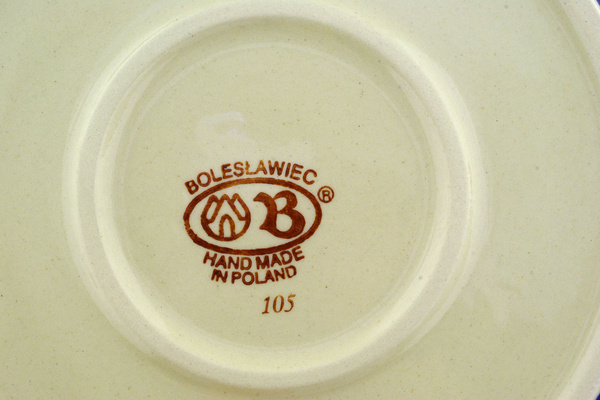 BOLESŁAWIEC
B ®
HAND MADE
IN POLAND
105